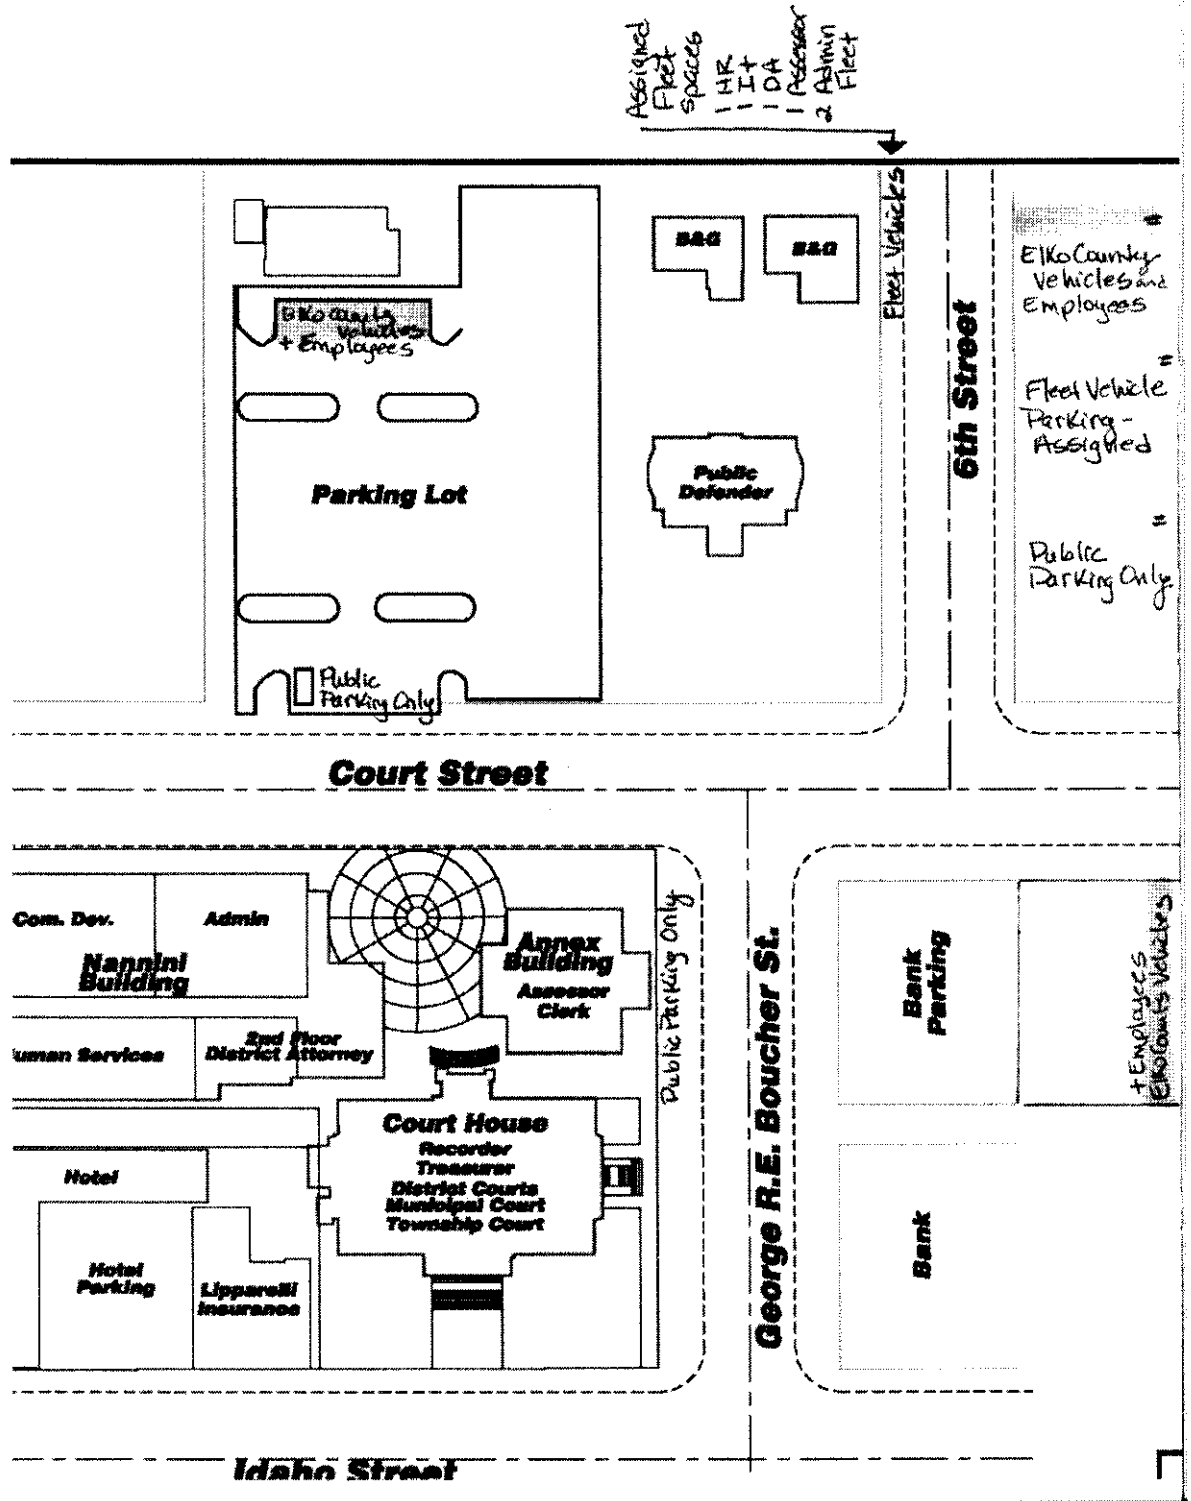 Assigned
Fleet
spaces
1 HR
1 It
1 DA
1 Assessor
2 Admin
Fleet
B&G
B&G
Fleet Vehicles
6th Street
"
Elko County
Vehicles and
Employees
"
Fleet Vehicle
Parking-
Assigned
"
Public
Parking Only
Elko County
Vehicles
+ Employees
Parking Lot
Public
Defender
Public
Parking Only
Court Street
Com. Dev.
Admin
Nannini
Building
Human Services
2nd Floor
District Attorney
Annex
Building
Assessor
Clerk
Public Parking Only
George R.E. Boucher St.
Bank
Parking
+ Employees
Elko County Vehicles
Court House
Recorder
Treasurer
District Courts
Municipal Court
Township Court
Hotel
Hotel
Parking
Lipparelli
Insurance
Bank
Idaho Street